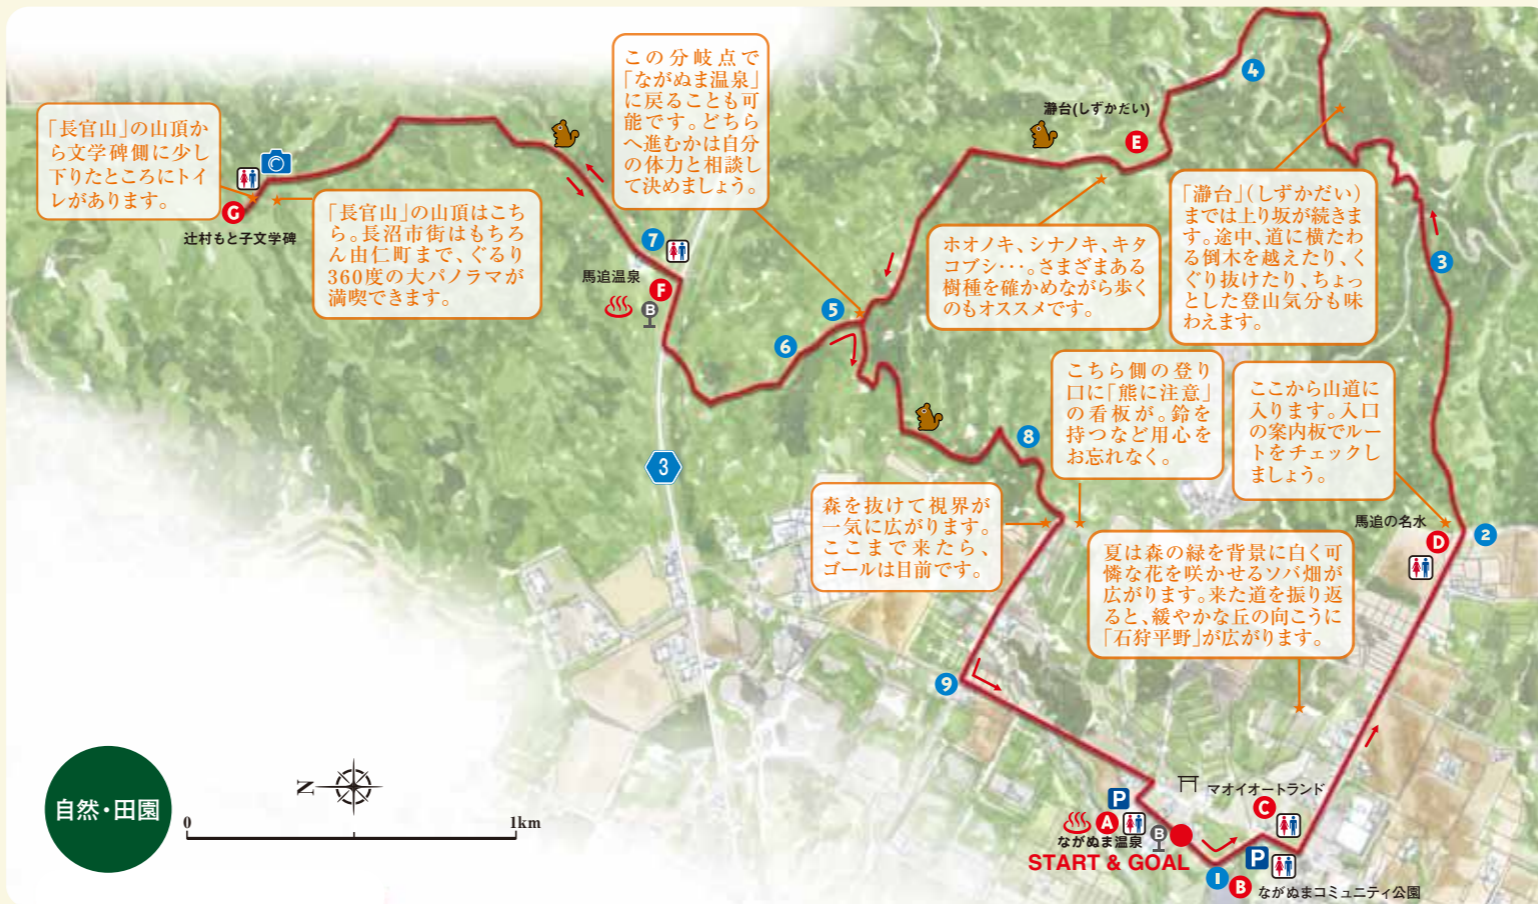 「長官山」の山頂か
ら文学碑側に少し
下りたところにトイ
レがあります。
G
辻村もと子文学碑
「長官山」の山頂はこち
ら。長沼市街はもちろ
ん由仁町まで、ぐるり
360度の大パノラマが
満喫できます。
この分岐点で
「ながぬま温泉」
に戻ることも可
能です。どちら
へ進むかは自分
の体力と相談し
て決めましょう。
7
馬追温泉
F
B
3
5
6
瀞台(しずかだい)
E
4
ホオノキ、シナノキ、キタ
コブシ･･･。さまざまある
樹種を確かめながら歩く
のもオススメです。
「瀞台」(しずかだい)
までは上り坂が続きま
す。途中、道に横たわ
る倒木を越えたり、く
ぐり抜けたり、ちょっ
とした登山気分も味
わえます。
3
8
こちら側の登り
口に「熊に注意」
の看板が。鈴を
持つなど用心を
お忘れなく。
ここから山道に
入ります。入口
の案内板でルー
トをチェックし
ましょう。
馬追の名水
D
2
森を抜けて視界が
一気に広がります。
ここまで来たら、
ゴールは目前です。
夏は森の緑を背景に白く可
憐な花を咲かせるソバ畑が
広がります。来た道を振り返
ると、緩やかな丘の向こうに
「石狩平野」が広がります。
9
自然・田園
N
0
1km
P
A
B
ながぬま温泉
START & GOAL
マオイオートランド
C
P
1
B
ながぬまコミュニティ公園